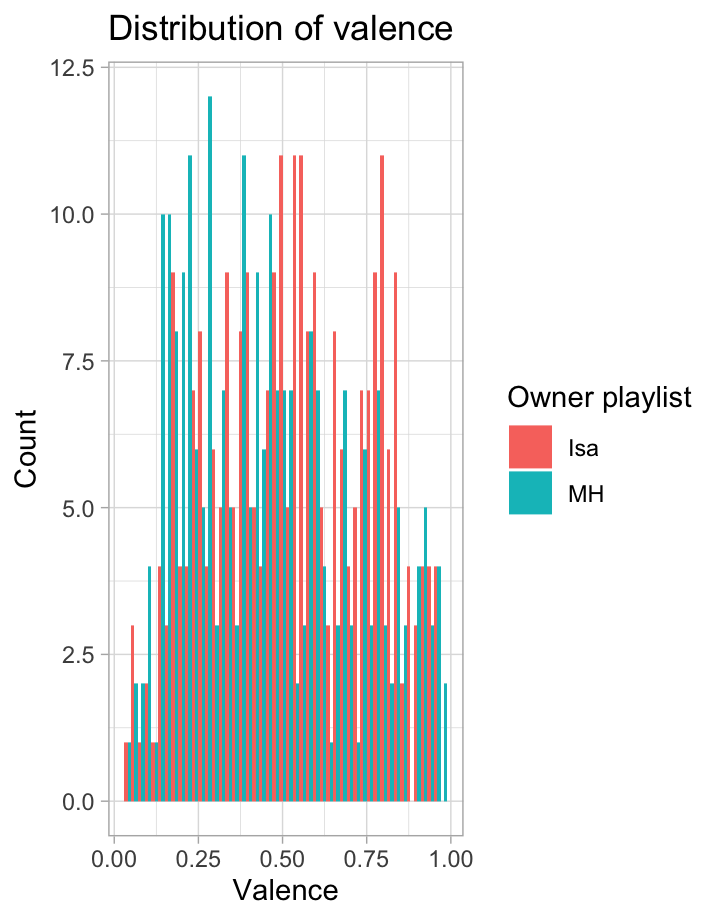 Distribution of valence
12.5
10.0
7.5
5.0
2.5
0.0
Count
0.00 0.25 0.50 0.75 1.00
Valence
Owner playlist
Isa
MH